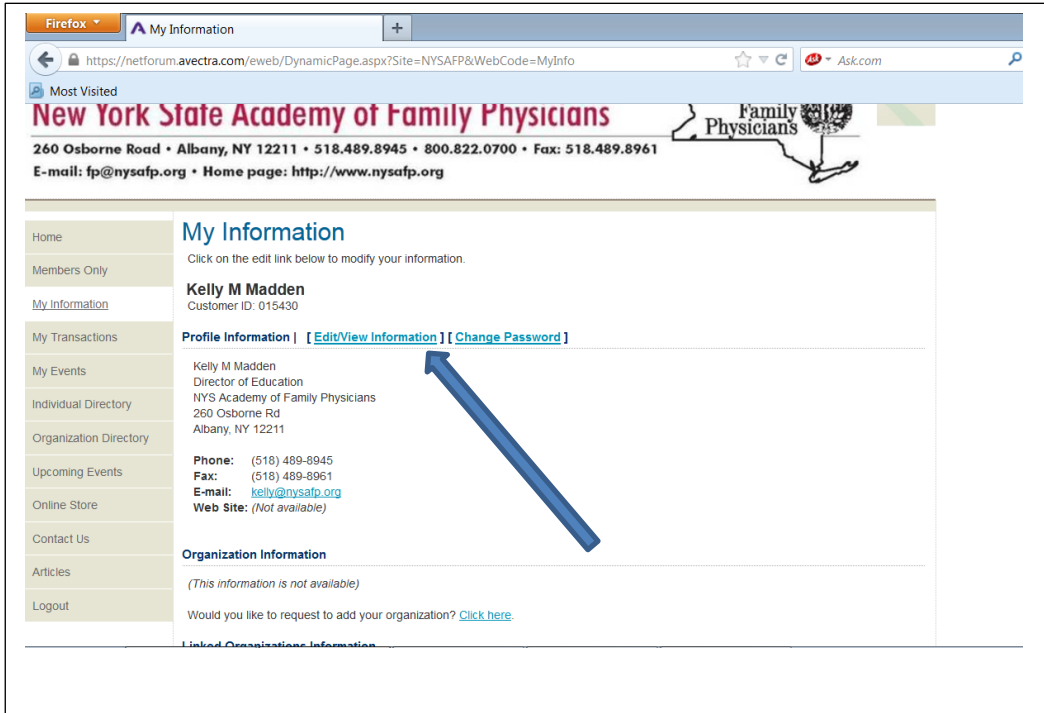 Firefox
My Information
+
https://netforum.avectra.com/eweb/DynamicPage.aspx?Site=NYSAFP&WebCode=MyInfo
Ask.com
Most Visited
New York State Academy of Family Physicians
Family
Physicians
260 Osborne Road • Albany, NY 12211 • 518.489.8945 • 800.822.0700 • Fax: 518.489.8961
E-mail: fp@nysafp.org • Home page: http://www.nysafp.org
Home
Members Only
My Information
My Transactions
My Events
Individual Directory
Organization Directory
Upcoming Events
Online Store
Contact Us
Articles
Logout
My Information
Click on the edit link below to modify your information.
Kelly M Madden
Customer ID: 015430
Profile Information | [ Edit/View Information ] [ Change Password ]
Kelly M Madden
Director of Education
NYS Academy of Family Physicians
260 Osborne Rd
Albany, NY 12211
Phone: (518) 489-8945
Fax: (518) 489-8961
E-mail: kelly@nysafp.org
Web Site: (Not available)
Organization Information
(This information is not available)
Would you like to request to add your organization? Click here.
Linked Organizations Information